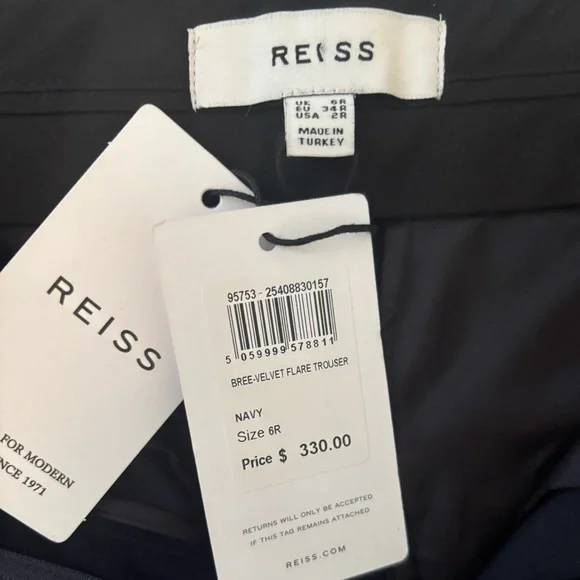 REISS
UK 6R
EU 34R
USA 2R
MADE IN
TURKEY
REISS
FOR MODERN
SINCE 1971
95753 - 25408830157
5 059999 578811
BREE-VELVET FLARE TROUSER
NAVY
Size 6R
Price $ 330.00
RETURNS WILL ONLY BE ACCEPTED
IF THIS TAG REMAINS ATTACHED
REISS.COM